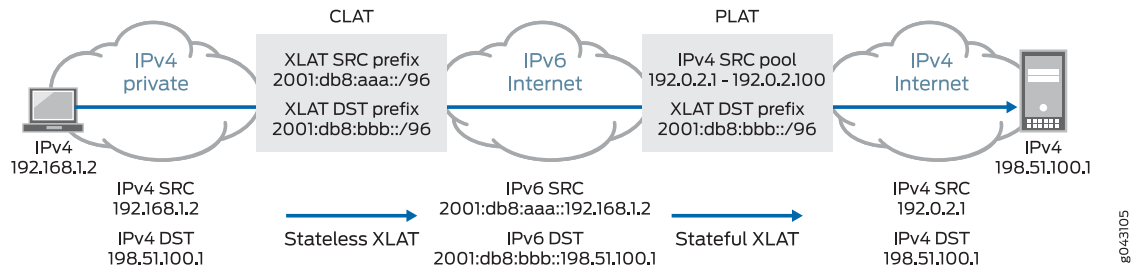 CLAT
PLAT
IPv4
private
XLAT SRC prefix
2001:db8:aaa::/96
XLAT DST prefix
2001:db8:bbb::/96
IPv6
Internet
IPv4 SRC pool
192.0.2.1 - 192.0.2.100
XLAT DST prefix
2001:db8:bbb::/96
IPv4
Internet
IPv4
192.168.1.2
IPv4
198.51.100.1
IPv4 SRC
192.168.1.2
IPv4 DST
198.51.100.1
Stateless XLAT
IPv6 SRC
2001:db8:aaa::192.168.1.2
IPv6 DST
2001:db8:bbb::198.51.100.1
Stateful XLAT
IPv4 SRC
192.0.2.1
IPv4 DST
198.51.100.1
g043105